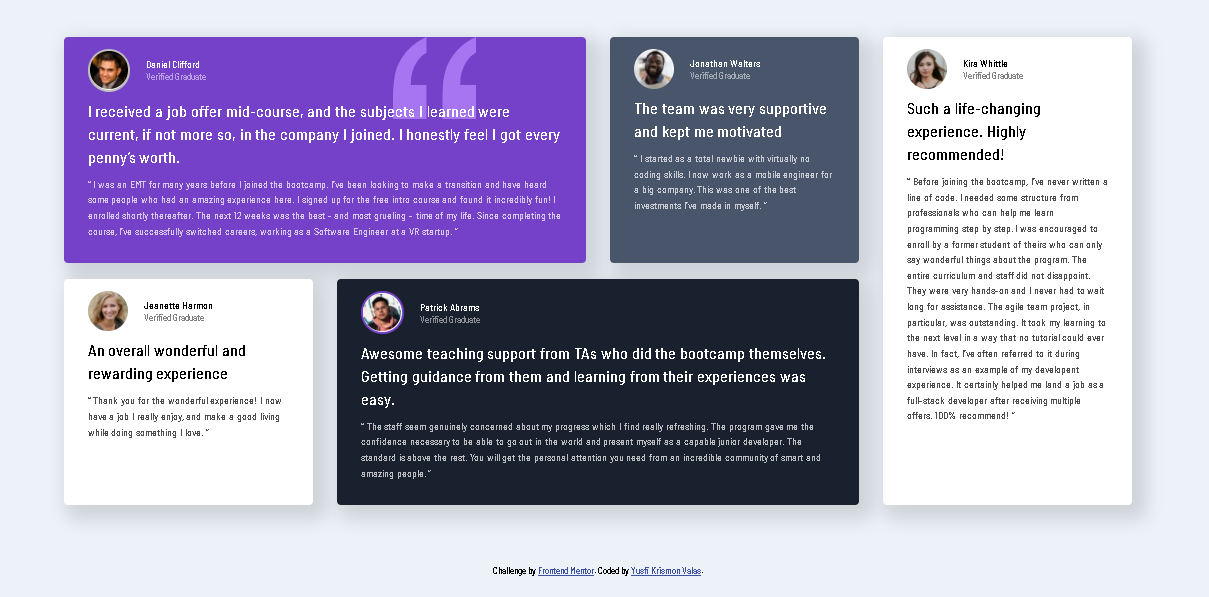 Daniel Clifford
Verified Graduate
I received a job offer mid-course, and the subjects I learned were
current, if not more so, in the company I joined. I honestly feel I got every
penny’s worth.
“ I was an EMT for many years before I joined the bootcamp. I’ve been looking to make a transition and have heard
some people who had an amazing experience here. I signed up for the free intro course and found it incredibly fun! I
enrolled shortly thereafter. The next 12 weeks was the best – and most grueling – time of my life. Since completing the
course, I’ve successfully switched careers, working as a Software Engineer at a VR startup. ”
Jonathan Walters
Verified Graduate
The team was very supportive
and kept me motivated
“ I started as a total newbie with virtually no
coding skills. I now work as a mobile engineer for
a big company. This was one of the best
investments I’ve made in myself. ”
Kira Whittle
Verified Graduate
Such a life-changing
experience. Highly
recommended!
“ Before joining the bootcamp, I’ve never written a
line of code. I needed some structure from
professionals who can help me learn
programming step by step. I was encouraged to
enroll by a former student of theirs who can only
say wonderful things about the program. The
entire curriculum and staff did not disappoint.
They were very hands-on and I never had to wait
long for assistance. The agile team project, in
particular, was outstanding. It took my learning to
the next level in a way that no tutorial could ever
have. In fact, I’ve often referred to it during
interviews as an example of my developent
experience. It certainly helped me land a job as a
full-stack developer after receiving multiple
offers. 100% recommend! ”
Jeanette Harmon
Verified Graduate
An overall wonderful and
rewarding experience
“ Thank you for the wonderful experience! I now
have a job I really enjoy, and make a good living
while doing something I love. ”
Patrick Abrams
Verified Graduate
Awesome teaching support from TAs who did the bootcamp themselves.
Getting guidance from them and learning from their experiences was
easy.
“ The staff seem genuinely concerned about my progress which I find really refreshing. The program gave me the
confidence necessary to be able to go out in the world and present myself as a capable junior developer. The
standard is above the rest. You will get the personal attention you need from an incredible community of smart and
amazing people. ”
Challenge by Frontend Mentor. Coded by Yusfi Krismon Valas.